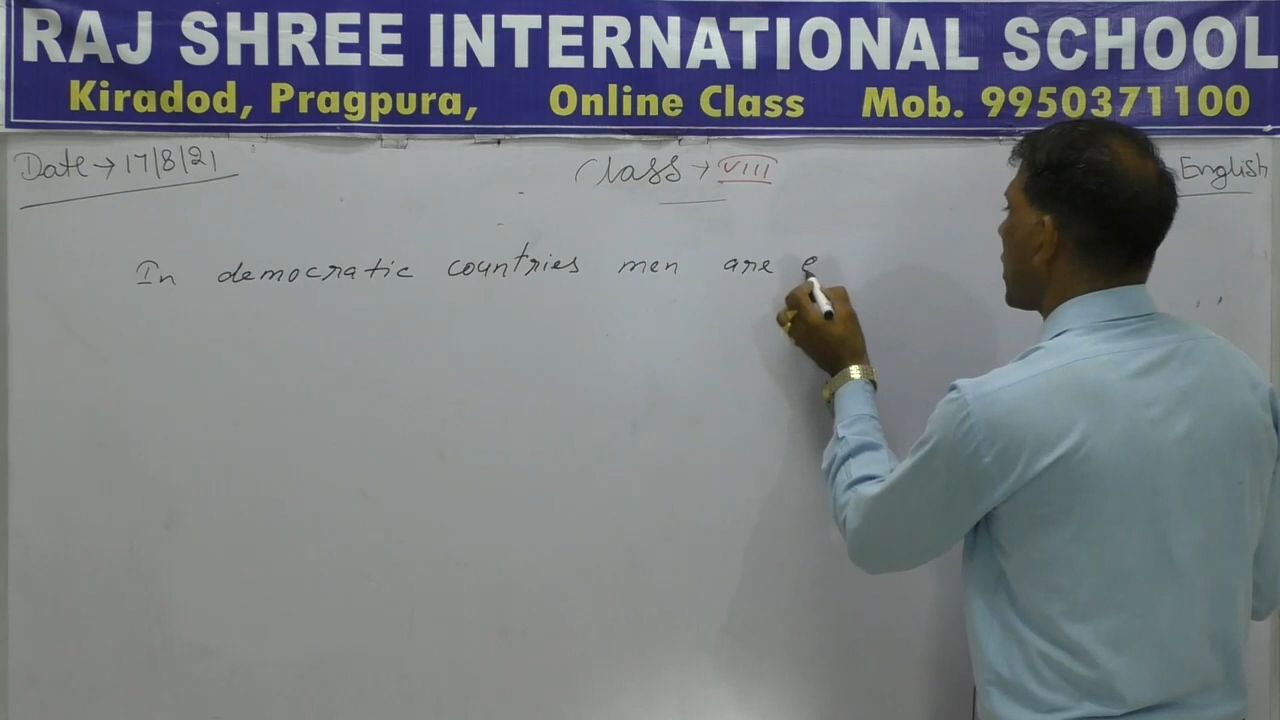 RAJ SHREE INTERNATIONAL SCHOOL
Kiradod, Pragpura, Online Class Mob. 9950371100
Date → 17/8/21 Class → VIII English
In democratic countries men are e